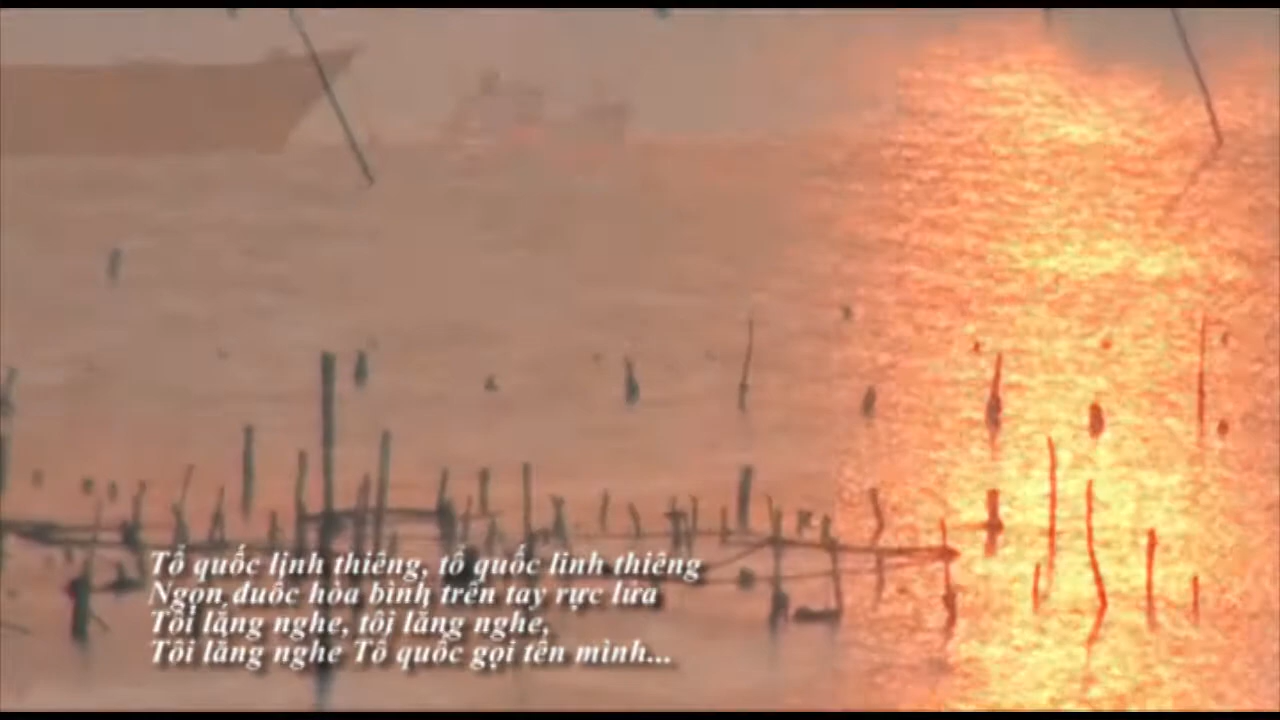 Tổ quốc linh thiêng, tổ quốc linh thiêng
Ngọn đuốc hòa bình trên tay rực lửa
Tôi lắng nghe, tôi lắng nghe,
Tôi lắng nghe Tổ quốc gọi tên mình...